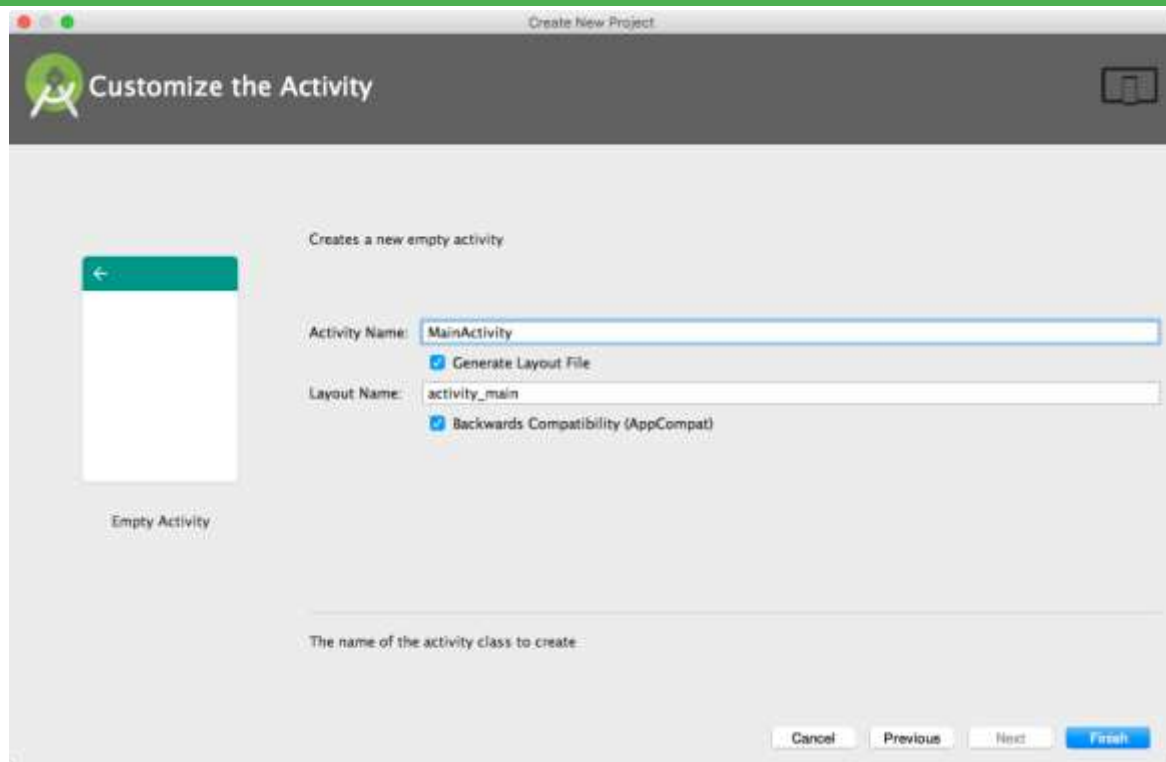 Create New Project
Customize the Activity
Creates a new empty activity
Activity Name: MainActivity
Generate Layout File
Layout Name: activity_main
Backwards Compatibility (AppCompat)
Empty Activity
The name of the activity class to create
Cancel Previous Next Finish